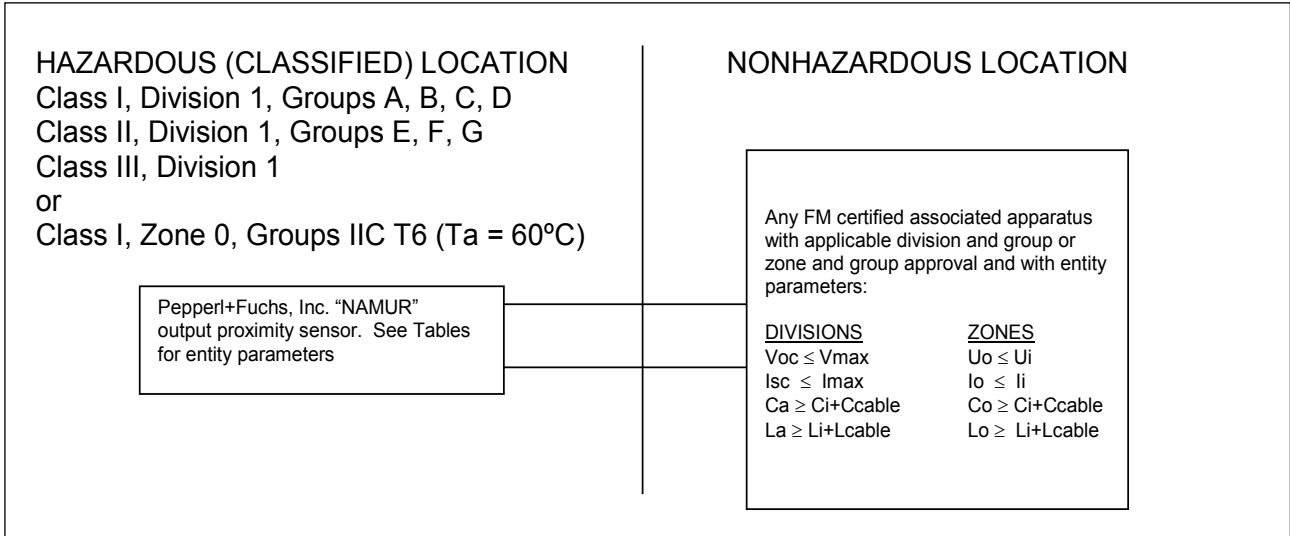 HAZARDOUS (CLASSIFIED) LOCATION
Class I, Division 1, Groups A, B, C, D
Class II, Division 1, Groups E, F, G
Class III, Division 1
or
Class I, Zone 0, Groups IIC T6 (Ta = 60ºC)
Pepperl+Fuchs, Inc. “NAMUR”
output proximity sensor. See Tables
for entity parameters
NONHAZARDOUS LOCATION
Any FM certified associated apparatus
with applicable division and group or
zone and group approval and with entity
parameters:
DIVISIONS ZONES
Voc ≤ Vmax Uo ≤ Ui
Isc ≤ Imax Io ≤ Ii
Ca ≥ Ci+Ccable Co ≥ Ci+Ccable
La ≥ Li+Lcable Lo ≥ Li+Lcable